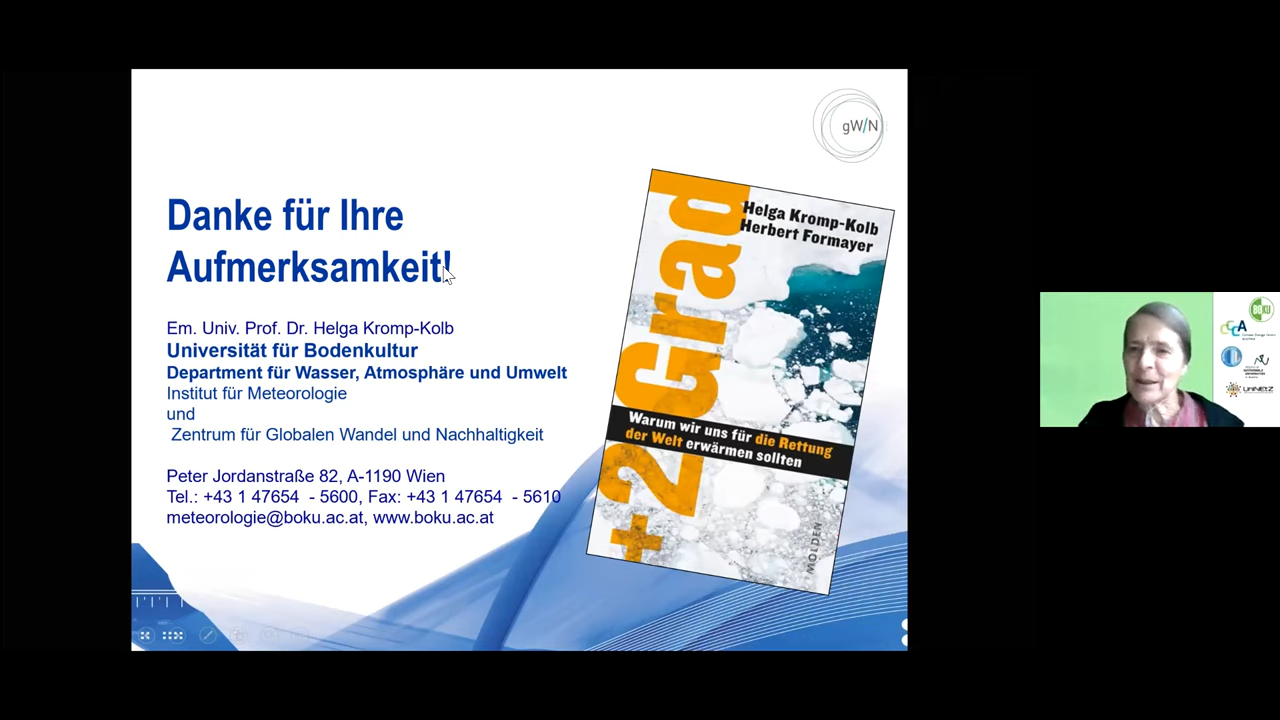 gW/N
Danke für Ihre
Aufmerksamkeit!
Em. Univ. Prof. Dr. Helga Kromp-Kolb
Universität für Bodenkultur
Department für Wasser, Atmosphäre und Umwelt
Institut für Meteorologie
und
Zentrum für Globalen Wandel und Nachhaltigkeit
Peter Jordanstraße 82, A-1190 Wien
Tel.: +43 1 47654 - 5600, Fax: +43 1 47654 - 5610
meteorologie@boku.ac.at, www.boku.ac.at
Helga Kromp-Kolb
Herbert Formayer
+2 Grad
Warum wir uns für die Rettung
der Welt erwärmen sollten
MOLDEN
BOKU
CCCA
UniNEtZ